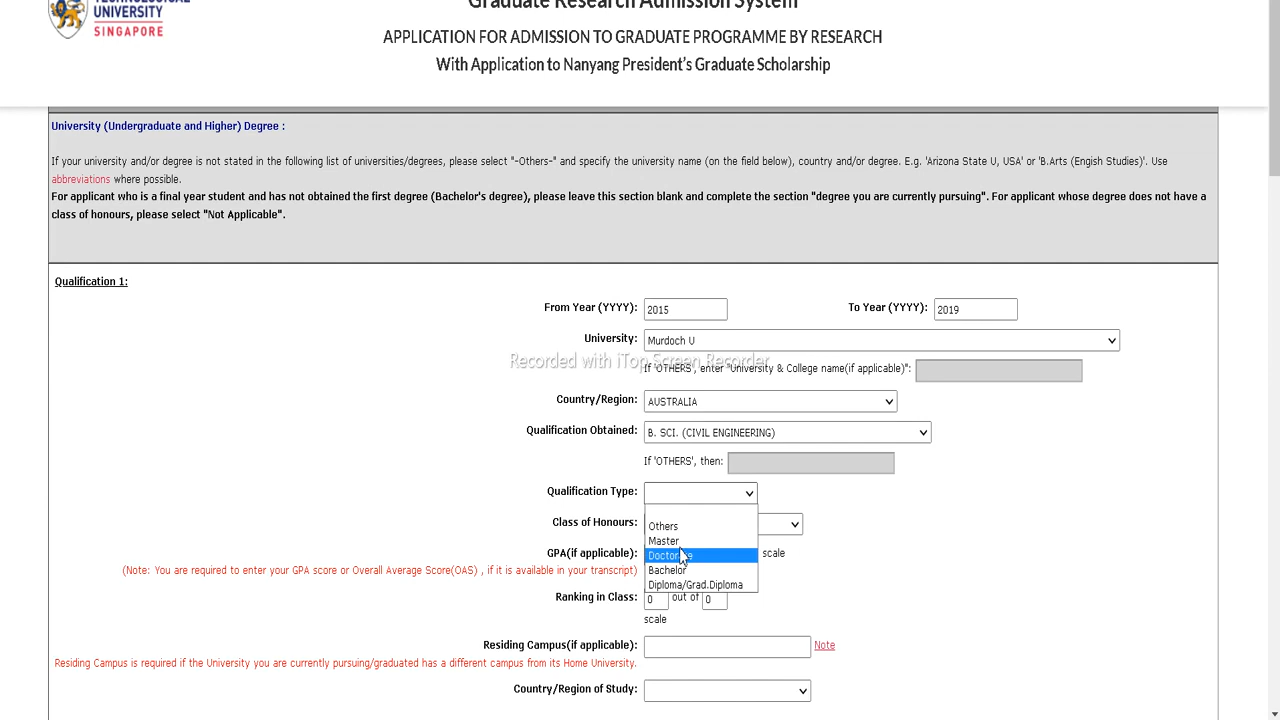 TECHNOLOGICAL
UNIVERSITY
SINGAPORE
Graduate Research Admission System
APPLICATION FOR ADMISSION TO GRADUATE PROGRAMME BY RESEARCH
With Application to Nanyang President's Graduate Scholarship
University (Undergraduate and Higher) Degree :
If your university and/or degree is not stated in the following list of universities/degrees, please select "-Others-" and specify the university name (on the field below), country and/or degree. E.g. 'Arizona State U, USA' or 'B.Arts (Engish Studies)'. Use
abbreviations where possible.
For applicant who is a final year student and has not obtained the first degree (Bachelor's degree), please leave this section blank and complete the section "degree you are currently pursuing". For applicant whose degree does not have a
class of honours, please select "Not Applicable".
Qualification 1:
From Year (YYYY): 2015 To Year (YYYY): 2019
University: Murdoch U
Recorded with iTop Screen Recorder
If 'OTHERS', enter "University & College name(if applicable)":
Country/Region: AUSTRALIA
Qualification Obtained: B. SCI. (CIVIL ENGINEERING)
If 'OTHERS', then:
Qualification Type:
Class of Honours:
Others
Master
GPA(if applicable): Doctorate scale
(Note: You are required to enter your GPA score or Overall Average Score(OAS) , if it is available in your transcript) Bachelor
Diploma/Grad.Diploma
Ranking in Class: 0 out of 0
scale
Residing Campus(if applicable): Note
Residing Campus is required if the University you are currently pursuing/graduated has a different campus from its Home University.
Country/Region of Study: